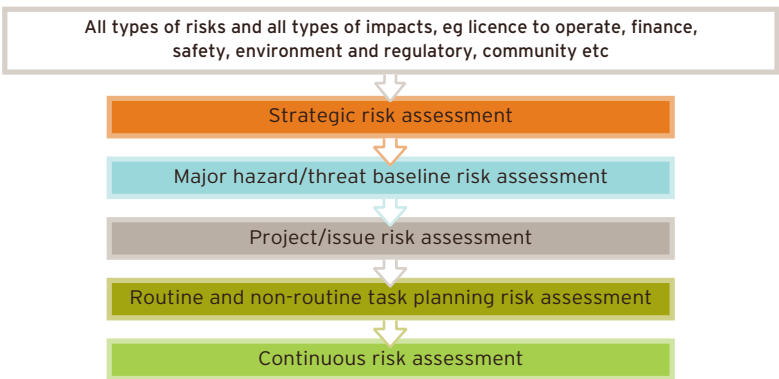 All types of risks and all types of impacts, eg licence to operate, finance,
safety, environment and regulatory, community etc
Strategic risk assessment
Major hazard/threat baseline risk assessment
Project/issue risk assessment
Routine and non-routine task planning risk assessment
Continuous risk assessment